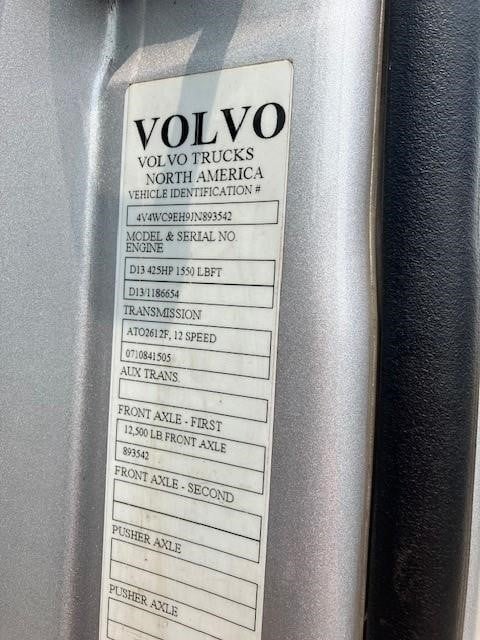 VOLVO
VOLVO TRUCKS
NORTH AMERICA
VEHICLE IDENTIFICATION #
4V4WC9EH9JN893542
MODEL & SERIAL NO.
ENGINE
D13 425HP 1550 LBFT
D13/1186654
TRANSMISSION
ATO2612F, 12 SPEED
0710841505
AUX TRANS.
FRONT AXLE - FIRST
12,500 LB FRONT AXLE
893542
FRONT AXLE - SECOND
PUSHER AXLE
PUSHER AXLE